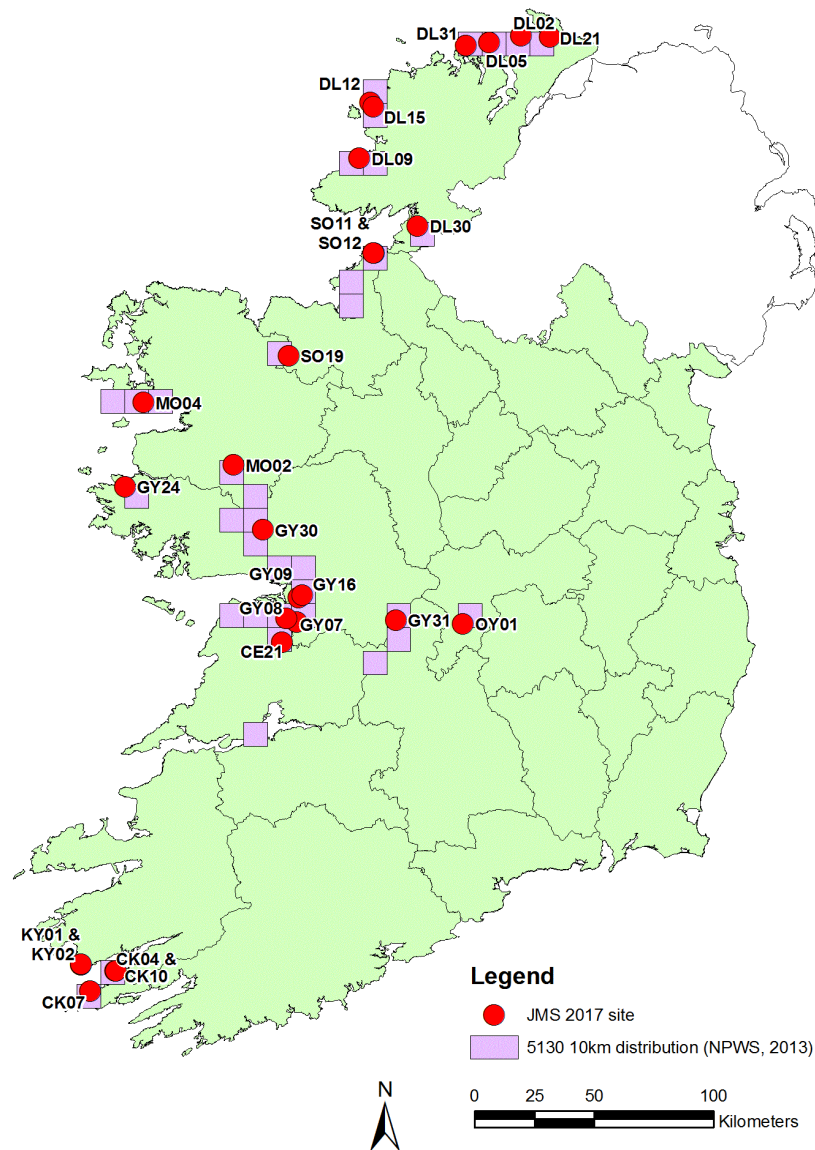 DL02
DL31
DL21
DL05
DL12
DL15
DL09
SO11 &
SO12
DL30
SO19
MO04
MO02
GY24
GY30
GY09
GY16
GY08
GY07
GY31
OY01
CE21
KY01 &
KY02
CK04 &
CK10
CK07
Legend
JMS 2017 site
5130 10km distribution (NPWS, 2013)
N
0 25 50 100
Kilometers